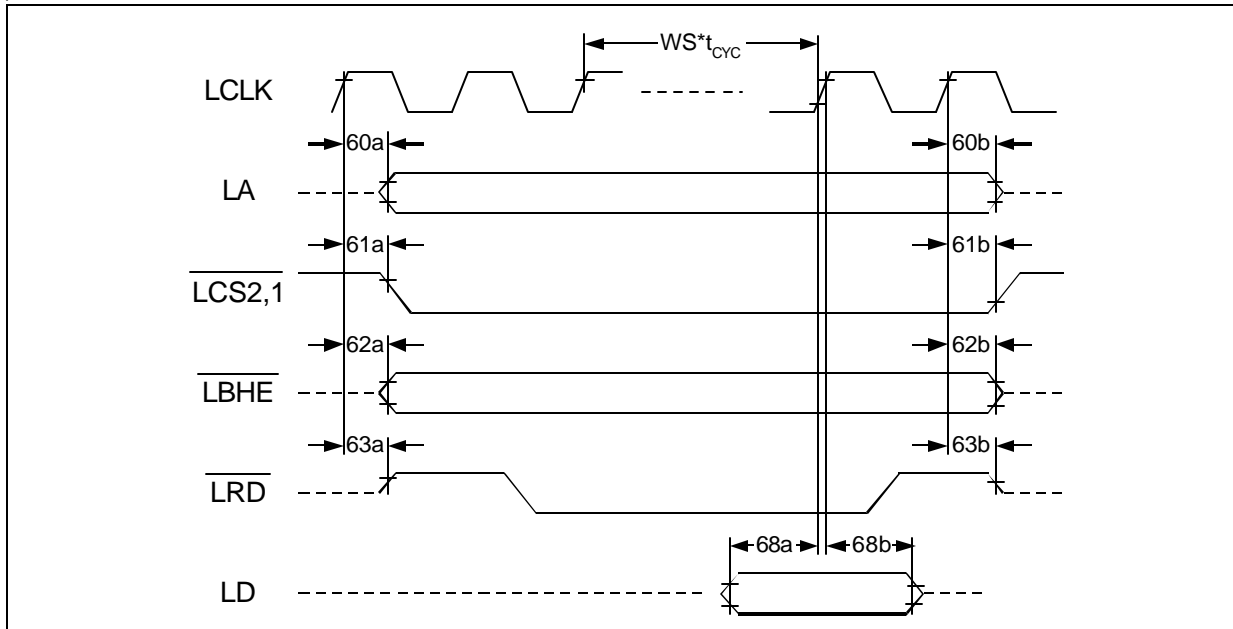 WS*tCYC
LCLK
60a 60b
LA
61a 61b
LCS2,1
62a 62b
LBHE
63a 63b
LRD
68a 68b
LD